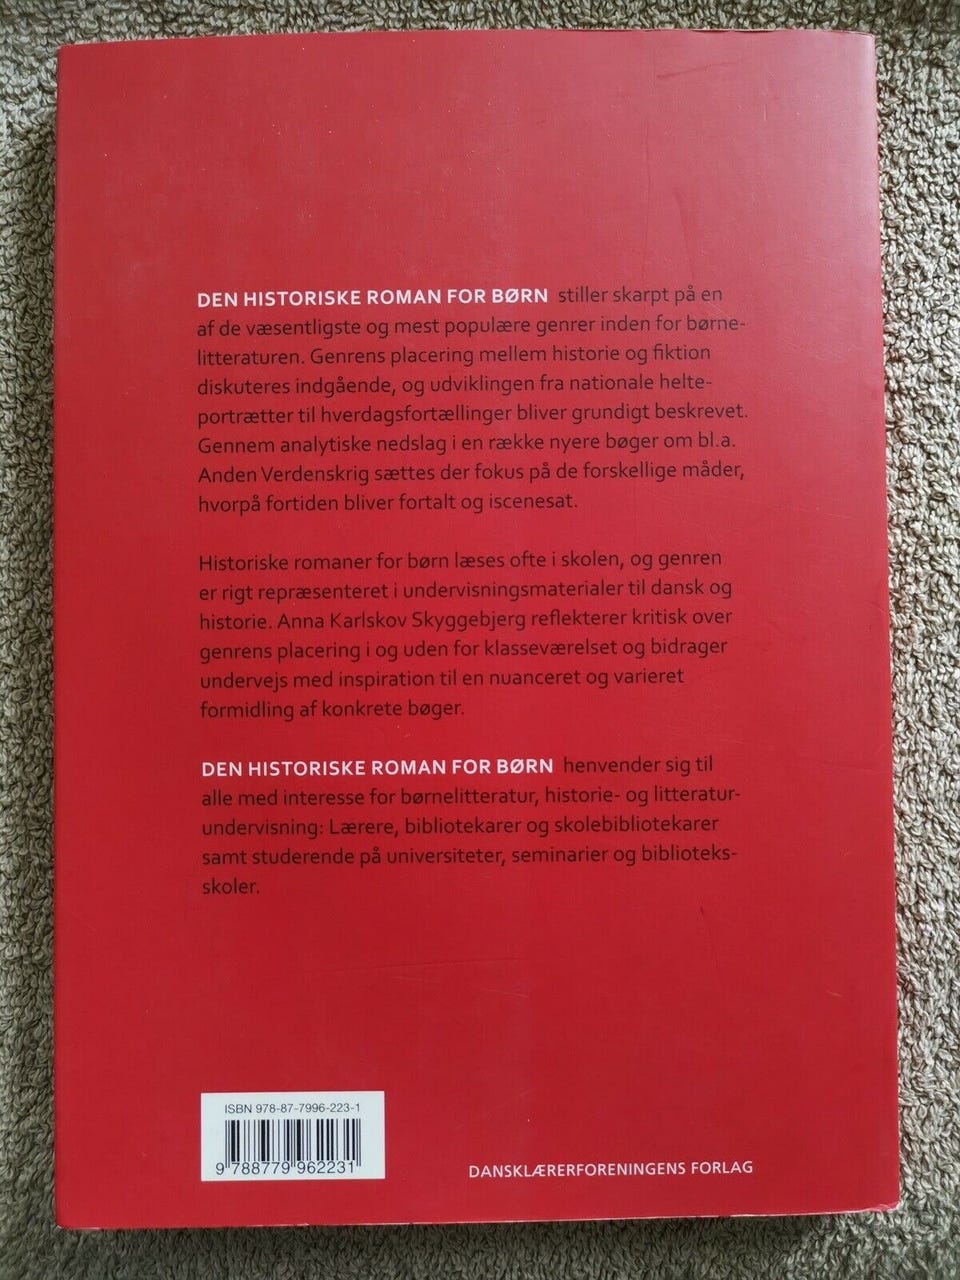 DEN HISTORISKE ROMAN FOR BØRN stiller skarpt på en
af de væsentligste og mest populære genrer inden for børne-
litteraturen. Genrens placering mellem historie og fiktion
diskuteres indgående, og udviklingen fra nationale helte-
portrætter til hverdagsfortællinger bliver grundigt beskrevet.
Gennem analytiske nedslag i en række nyere bøger om bl.a.
Anden Verdenskrig sættes der fokus på de forskellige måder,
hvorpå fortiden bliver fortalt og iscenesat.
Historiske romaner for børn læses ofte i skolen, og genren
er rigt repræsenteret i undervisningsmaterialer til dansk og
historie. Anna Karlskov Skyggebjerg reflekterer kritisk over
genrens placering i og uden for klasseværelset og bidrager
undervejs med inspiration til en nuanceret og varieret
formidling af konkrete bøger.
DEN HISTORISKE ROMAN FOR BØRN henvender sig til
alle med interesse for børnelitteratur, historie- og litteratur-
undervisning: Lærere, bibliotekarer og skolebibliotekarer
samt studerende på universiteter, seminarier og biblioteks-
skoler.
ISBN 978-87-7996-223-1
9 788779 962231
DANSKLÆRERFORENINGENS FORLAG